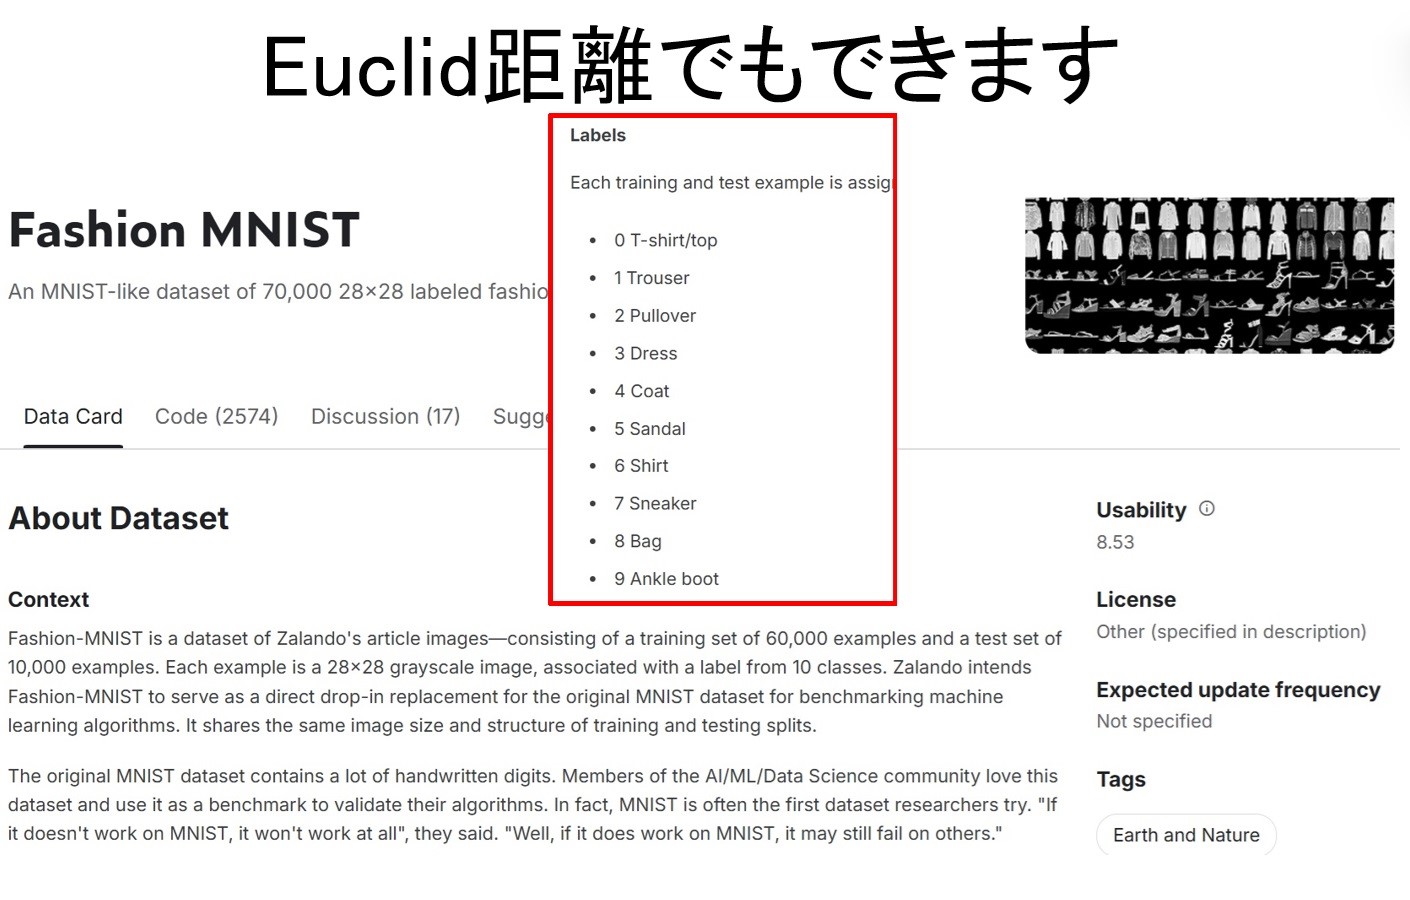 Euclid距離でもできます
Labels
Each training and test example is assig
• 0 T-shirt/top
• 1 Trouser
• 2 Pullover
• 3 Dress
• 4 Coat
• 5 Sandal
• 6 Shirt
• 7 Sneaker
• 8 Bag
• 9 Ankle boot
Fashion MNIST
An MNIST-like dataset of 70,000 28×28 labeled fashio
Data Card Code (2574) Discussion (17) Sugge
About Dataset
Context
Fashion-MNIST is a dataset of Zalando's article images—consisting of a training set of 60,000 examples and a test set of
10,000 examples. Each example is a 28×28 grayscale image, associated with a label from 10 classes. Zalando intends
Fashion-MNIST to serve as a direct drop-in replacement for the original MNIST dataset for benchmarking machine
learning algorithms. It shares the same image size and structure of training and testing splits.
The original MNIST dataset contains a lot of handwritten digits. Members of the AI/ML/Data Science community love this
dataset and use it as a benchmark to validate their algorithms. In fact, MNIST is often the first dataset researchers try. "If
it doesn't work on MNIST, it won't work at all", they said. "Well, if it does work on MNIST, it may still fail on others."
Usability
8.53
License
Other (specified in description)
Expected update frequency
Not specified
Tags
Earth and Nature